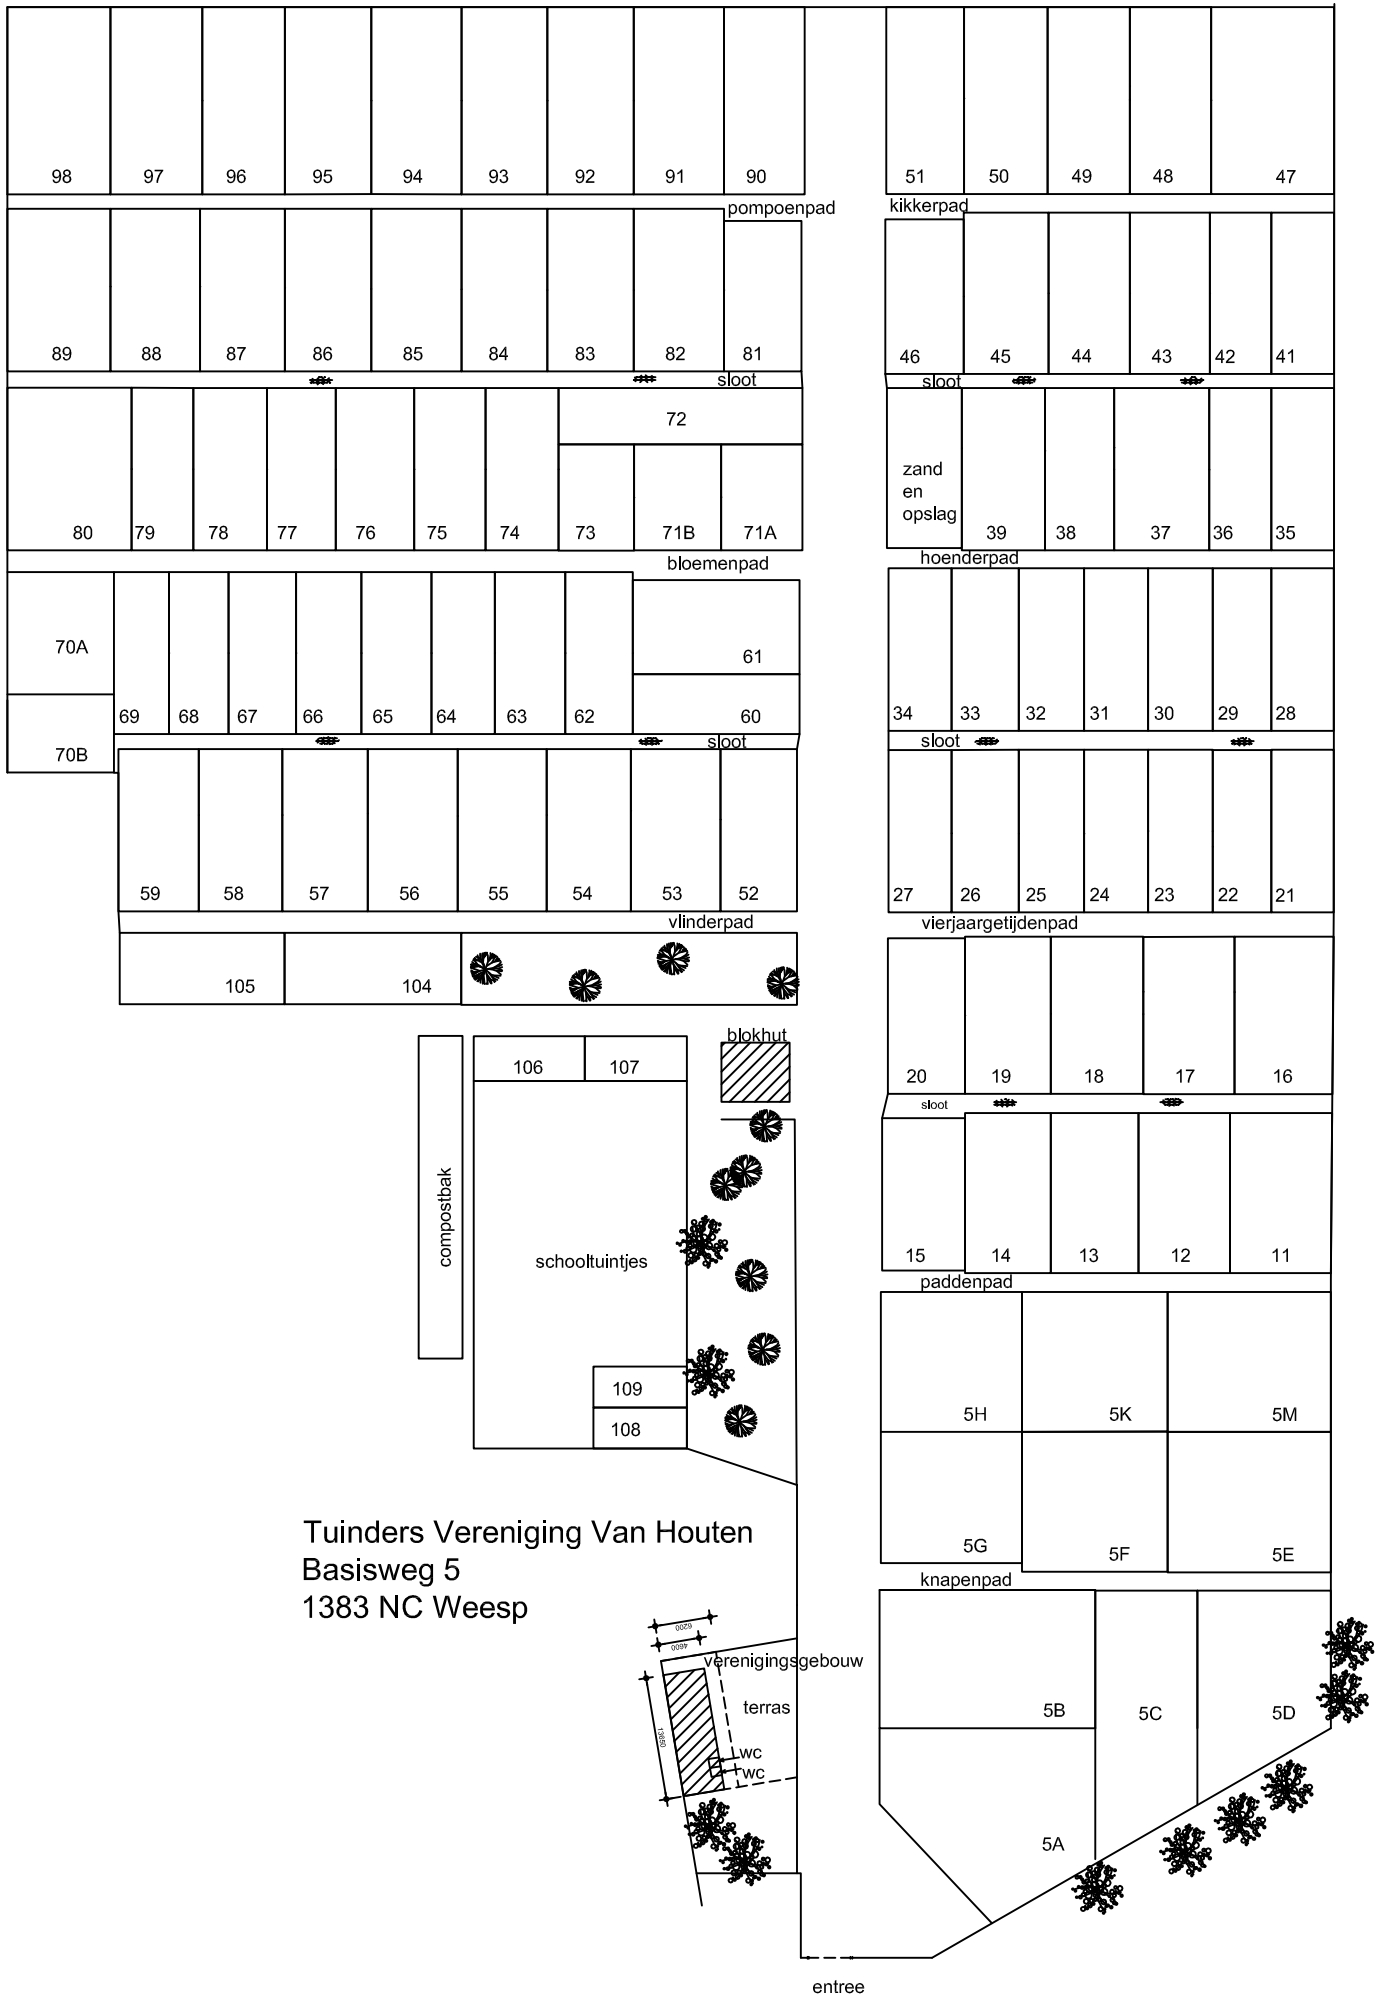 98 97 96 95 94 93 92 91 90 51 50 49 48 47
pompoenpad kikkerpad
89 88 87 86 85 84 83 82 81 46 45 44 43 42 41
sloot sloot
72
zand
en
opslag
80 79 78 77 76 75 74 73 71B 71A 39 38 37 36 35
bloemenpad hoenderpad
70A
61
69 68 67 66 65 64 63 62 60 34 33 32 31 30 29 28
sloot sloot
70B
59 58 57 56 55 54 53 52 27 26 25 24 23 22 21
vlinderpad vierjaargetijdenpad
105 104
blokhut
106 107 20 19 18 17 16
sloot
compostbak
schooltuintjes
15 14 13 12 11
paddenpad
109
108
5H 5K 5M
5G 5F 5E
knapenpad
Tuinders Vereniging Van Houten
Basisweg 5
1383 NC Weesp
6200
4600
verenigingsgebouw
terras
13650
wc
wc
5B 5C 5D
5A
entree